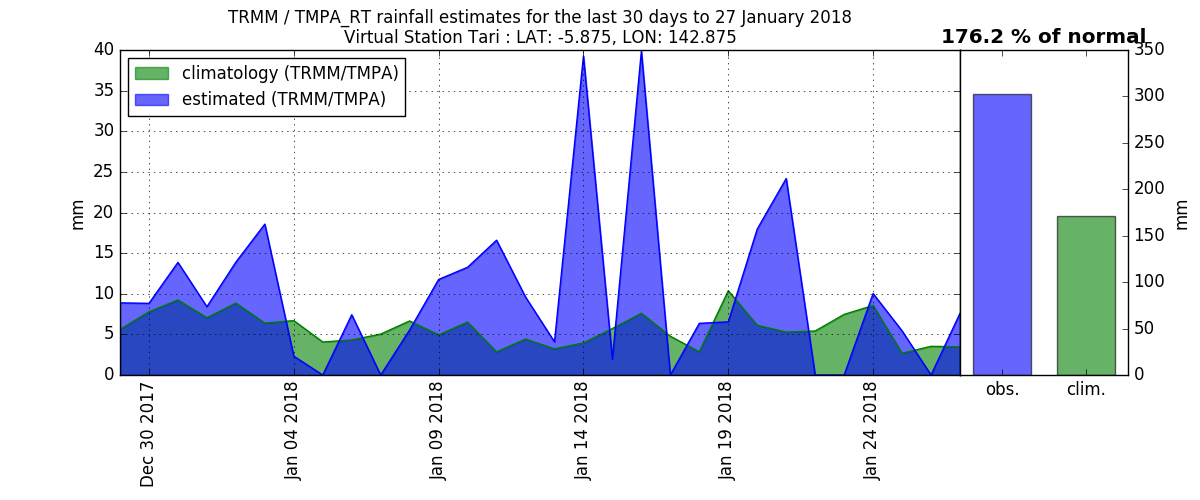 TRMM / TMPA_RT rainfall estimates for the last 30 days to 27 January 2018
Virtual Station Tari : LAT: -5.875, LON: 142.875
176.2 % of normal
climatology (TRMM/TMPA)
estimated (TRMM/TMPA)
mm
40
35
30
25
20
15
10
5
0
Dec 30 2017
Jan 04 2018
Jan 09 2018
Jan 14 2018
Jan 19 2018
Jan 24 2018
350
300
250
200
150
100
50
0
mm
obs.
clim.